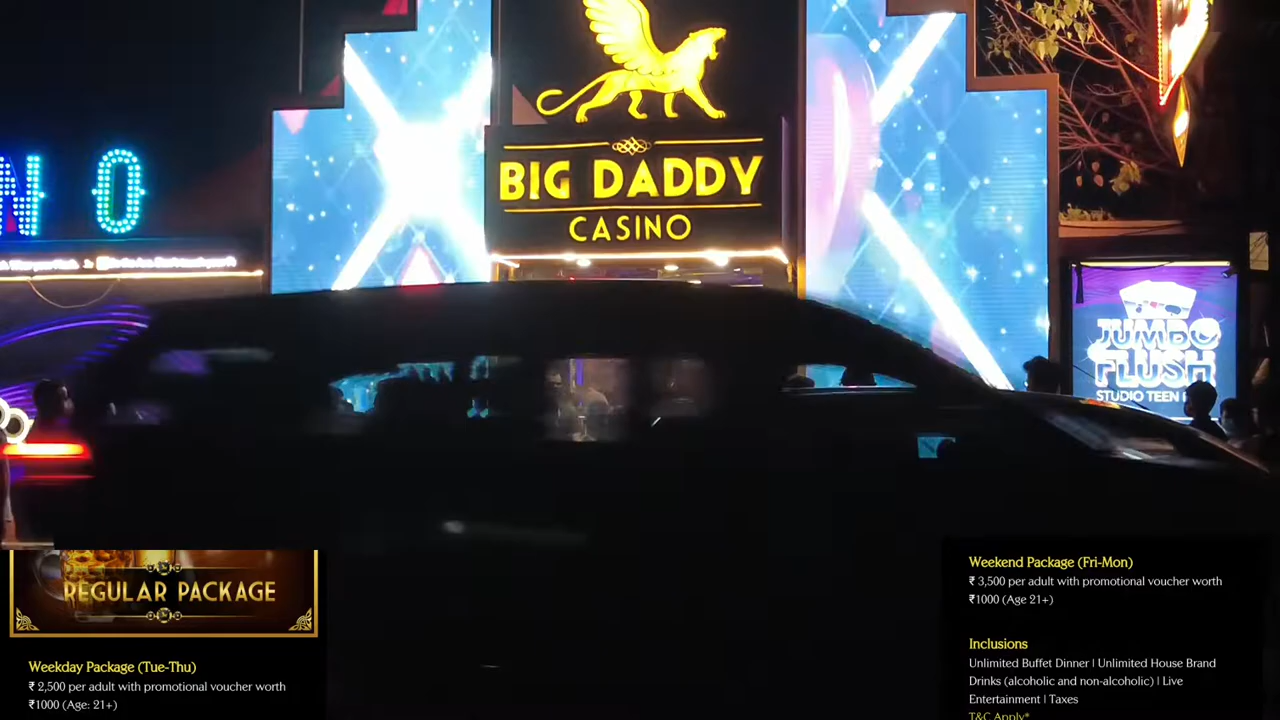 NO
BIG DADDY
CASINO
JUMBO
FLUSH
STUDIO TEEN
REGULAR PACKAGE
Weekday Package (Tue-Thu)
₹ 2,500 per adult with promotional voucher worth
₹1000 (Age: 21+)
Weekend Package (Fri-Mon)
₹ 3,500 per adult with promotional voucher worth
₹1000 (Age 21+)
Inclusions
Unlimited Buffet Dinner | Unlimited House Brand
Drinks (alcoholic and non-alcoholic) | Live
Entertainment | Taxes
T&C Apply*